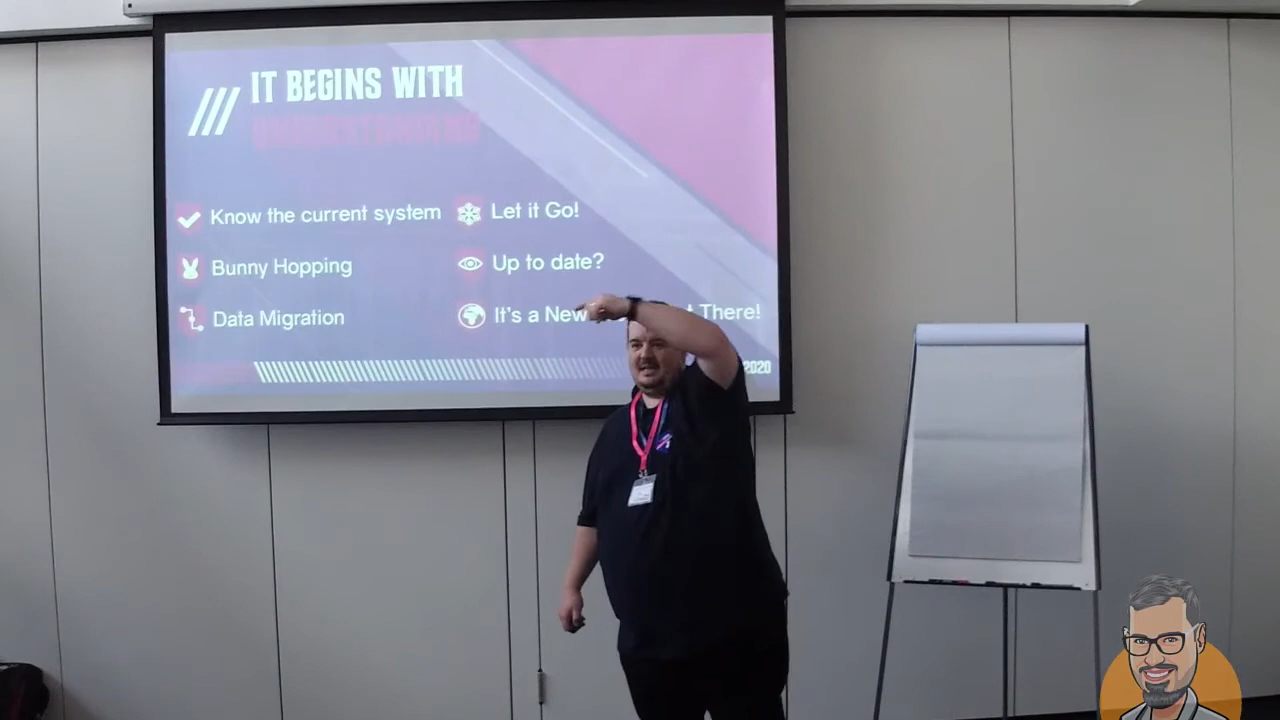 IT BEGINS WITH
UNDERSTANDING
Know the current system
Let it Go!
Bunny Hopping
Up to date?
Data Migration
It's a New t There!
2020